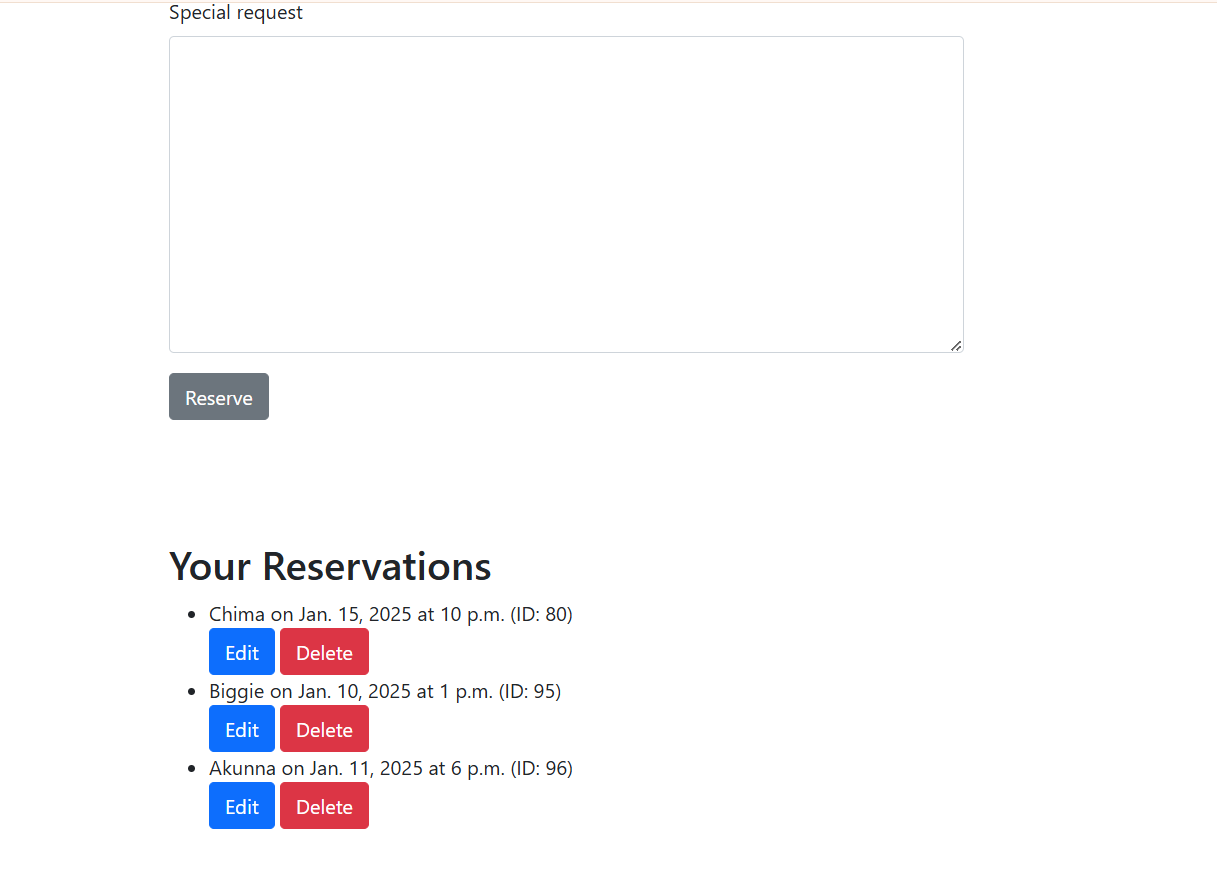 Special request
Reserve
Your Reservations
Chima on Jan. 15, 2025 at 10 p.m. (ID: 80)
Edit Delete
Biggie on Jan. 10, 2025 at 1 p.m. (ID: 95)
Edit Delete
Akunna on Jan. 11, 2025 at 6 p.m. (ID: 96)
Edit Delete